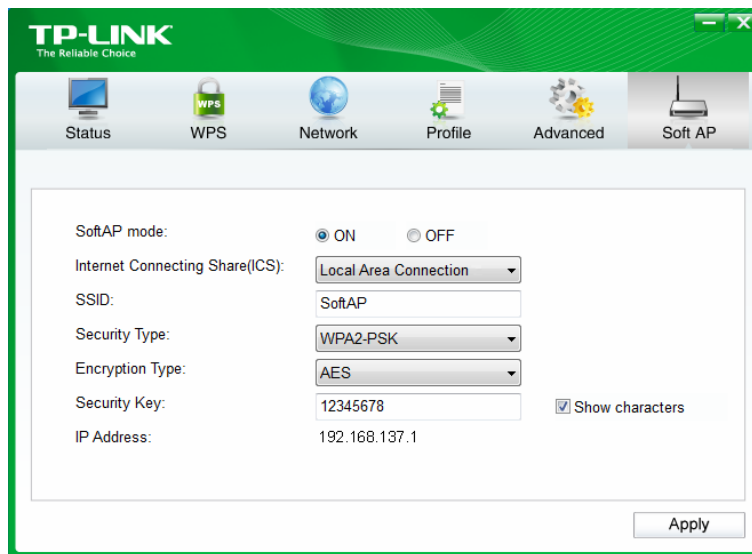 TP-LINK
The Reliable Choice
WPS
Status WPS Network Profile Advanced Soft AP
SoftAP mode: ON OFF
Internet Connecting Share(ICS): Local Area Connection
SSID: SoftAP
Security Type: WPA2-PSK
Encryption Type: AES
Security Key: 12345678 Show characters
IP Address: 192.168.137.1
Apply